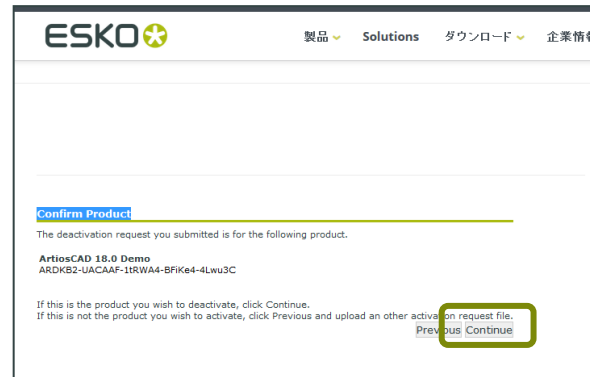 ESKO
製品 Solutions ダウンロード 企業情報
Confirm Product
The deactivation request you submitted is for the following product.
ArtiosCAD 18.0 Demo
ARDKB2-UACAAF-1tRWA4-BFiKe4-4Lwu3C
If this is the product you wish to deactivate, click Continue.
If this is not the product you wish to activate, click Previous and upload an other activation request file.
Previous Continue